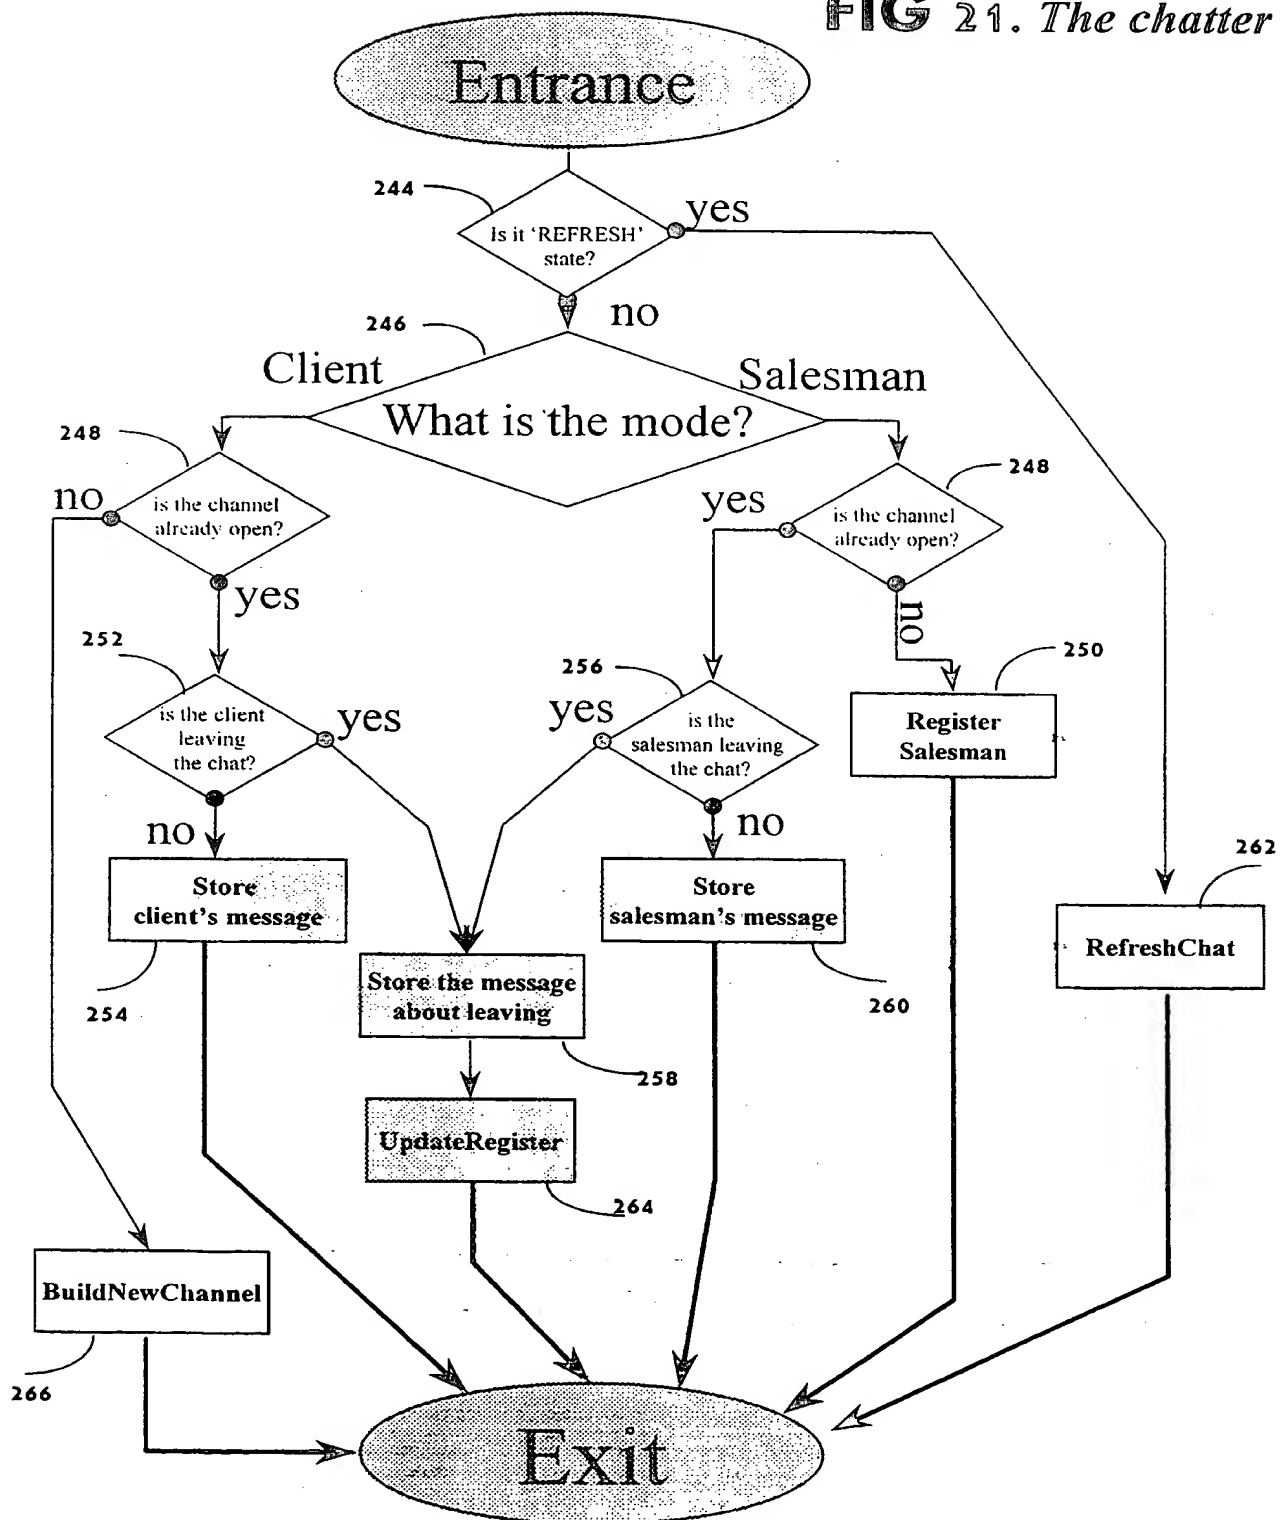 FIG 21. The chatter
Entrance
244
Is it ‘REFRESH’
state?
yes
no
246
Client
Salesman
What is the mode?
248
no
is the channel
already open?
yes
248
yes
is the channel
already open?
no
252
is the client
leaving
the chat?
yes
no
256
yes
is the
salesman leaving
the chat?
no
250
Register
Salesman
262
RefreshChat
Store
client's message
254
Store
salesman's message
260
Store the message
about leaving
258
UpdateRegister
264
BuildNewChannel
266
Exit